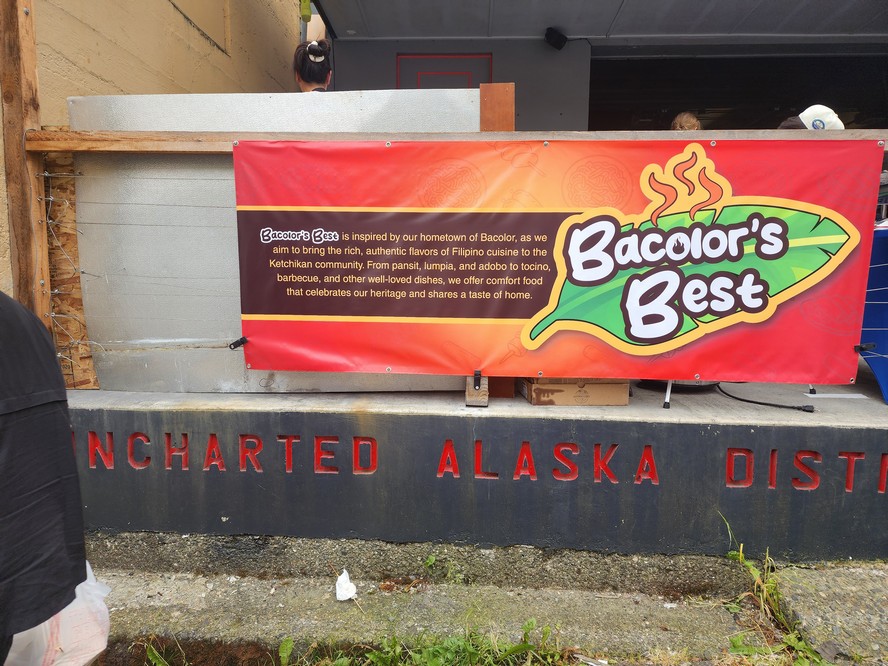 Bacolor's Best is inspired by our hometown of Bacolor, as we
aim to bring the rich, authentic flavors of Filipino cuisine to the
Ketchikan community. From pansit, lumpia, and adobo to tocino,
barbecue, and other well-loved dishes, we offer comfort food
that celebrates our heritage and shares a taste of home.
Bacolor's
Best
UNCHARTED ALASKA DISTI